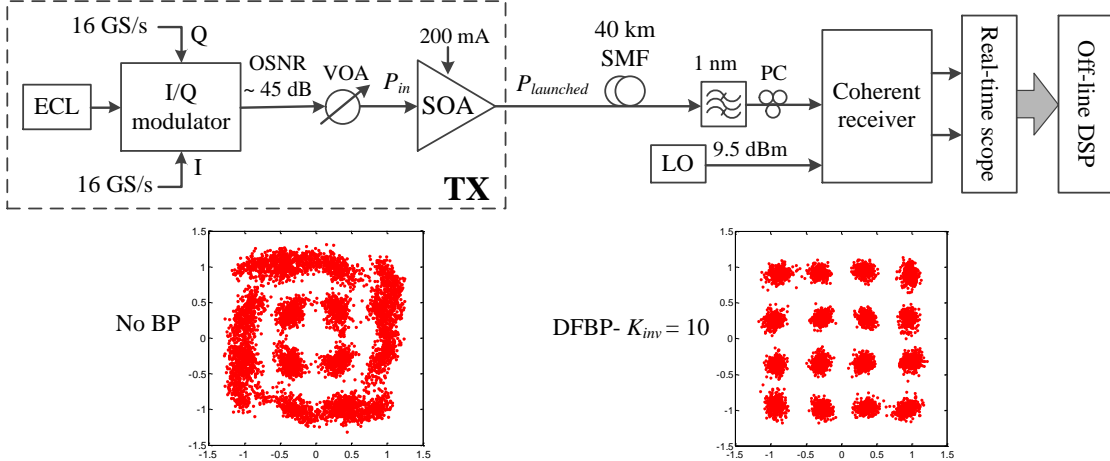 16 GS/s
Q
ECL
I/Q modulator
I
16 GS/s
OSNR
~ 45 dB
VOA
P_in
200 mA
SOA
TX
P_launched
40 km
SMF
1 nm
PC
LO
9.5 dBm
Coherent receiver
Real-time scope
Off-line DSP
No BP
1.5
1
0.5
0
-0.5
-1
-1.5
-1.5 -1 -0.5 0 0.5 1 1.5
DFBP- K_inv = 10
1.5
1
0.5
0
-0.5
-1
-1.5
-1.5 -1 -0.5 0 0.5 1 1.5